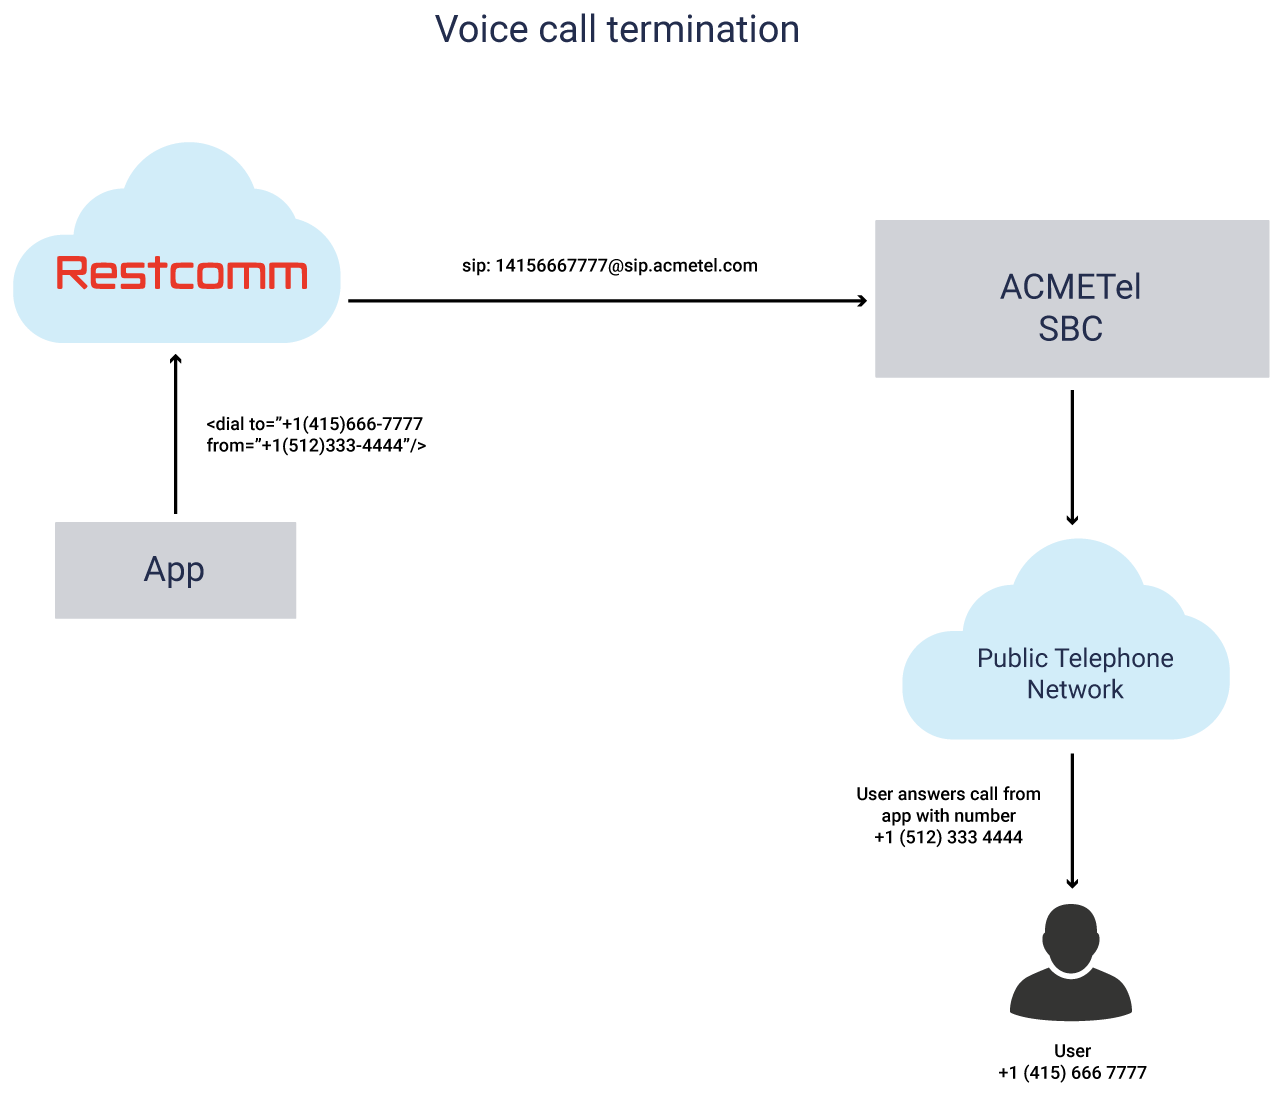 Voice call termination
Restcomm
sip: 14156667777@sip.acmetel.com
ACMETel
SBC
<dial to=”+1(415)666-7777
from=”+1(512)333-4444”/>
App
Public Telephone
Network
User answers call from
app with number
+1 (512) 333 4444
User
+1 (415) 666 7777